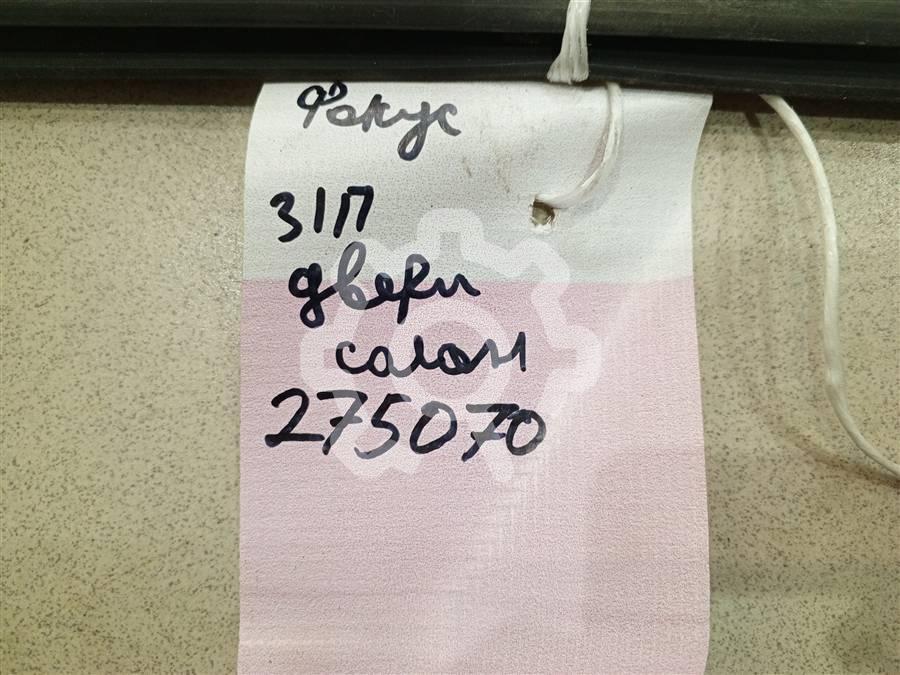 Фокус
З/П
двери
салон
275070